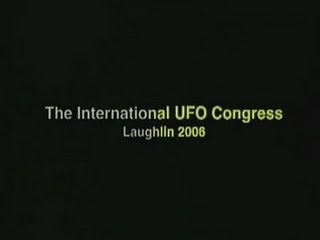 The International UFO Congress
Laughlin 2006